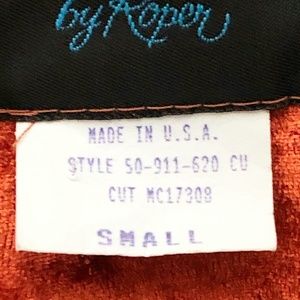 by Roper
MADE IN U.S.A.
STYLE 50-911-620 CU
CUT MC17308
SMALL